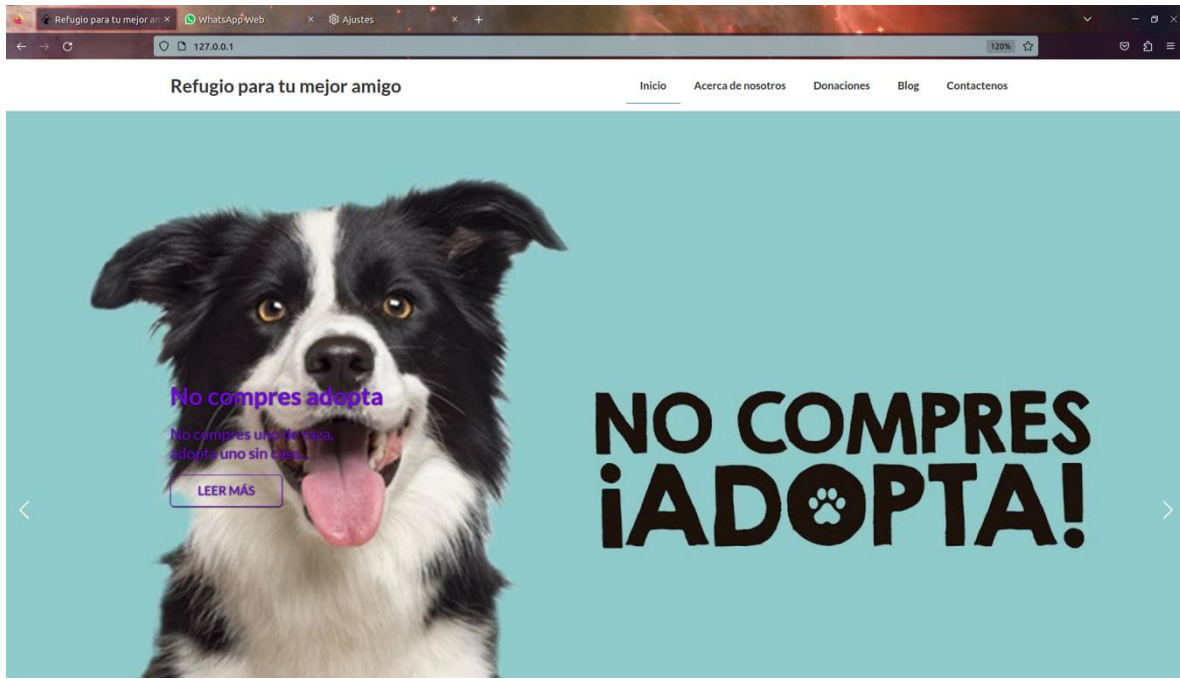 Refugio para tu mejor am
WhatsApp Web
Ajustes
127.0.0.1
120%
Refugio para tu mejor amigo
Inicio Acerca de nosotros Donaciones Blog Contactenos
No compres adopta
No compres uno de raza,
adopta uno sin casa...
LEER MÁS
NO COMPRES
¡ADOPTA!